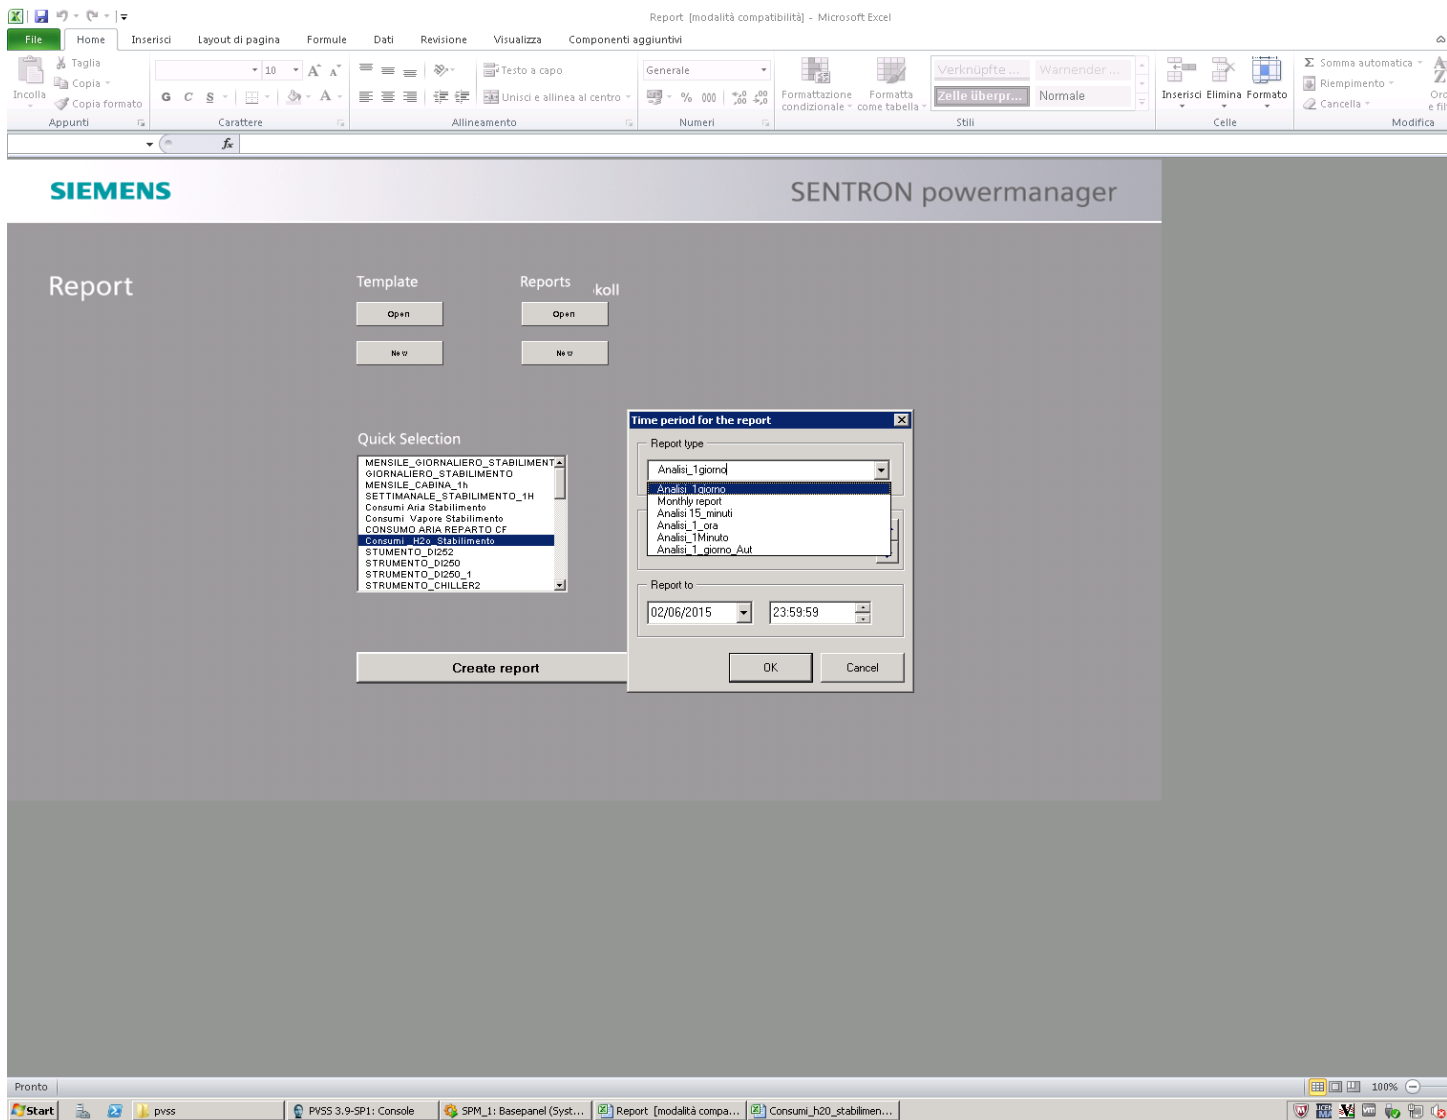 Report [modalità compatibilità] - Microsoft Excel
File Home Inserisci Layout di pagina Formule Dati Revisione Visualizza Componenti aggiuntivi
Incolla
Taglia
Copia
Copia formato
Appunti
10
G C S
Carattere
Testo a capo
Unisci e allinea al centro
Allineamento
Generale
% 000
Numeri
Formattazione condizionale
Formatta come tabella
Verknüpfte ... Warnender ...
Zelle überpr... Normale
Stili
Inserisci Elimina Formato
Celle
Somma automatica
Riempimento
Cancella
Modifica
fx
SIEMENS
SENTRON powermanager
Report
Template
Open
New
Reports
koll
Open
New
Quick Selection
MENSILE_GIORNALIERO_STABILIMENT
GIORNALIERO_STABILIMENTO
MENSILE_CABINA_1h
SETTIMANALE_STABILIMENTO_1H
Consumi Aria Stabilimento
Consumi Vapore Stabilimento
CONSUMO ARIA REPARTO CF
Consumi _H2o_Stabilimento
STUMENTO_DI252
STRUMENTO_DI250
STRUMENTO_DI250_1
STRUMENTO_CHILLER2
Create report
Time period for the report
Report type
Analisi_1giorno
Analisi_1giorno
Monthly report
Analisi 15_minuti
Analisi_1_ora
Analisi_1Minuto
Analisi_1_giorno_Aut
Report to
02/06/2015 23:59:59
OK Cancel
Pronto
100%
Start pvss PVSS 3.9-SP1: Console SPM_1: Basepanel (Syst... Report [modalità compa... Consumi_h20_stabilimen...